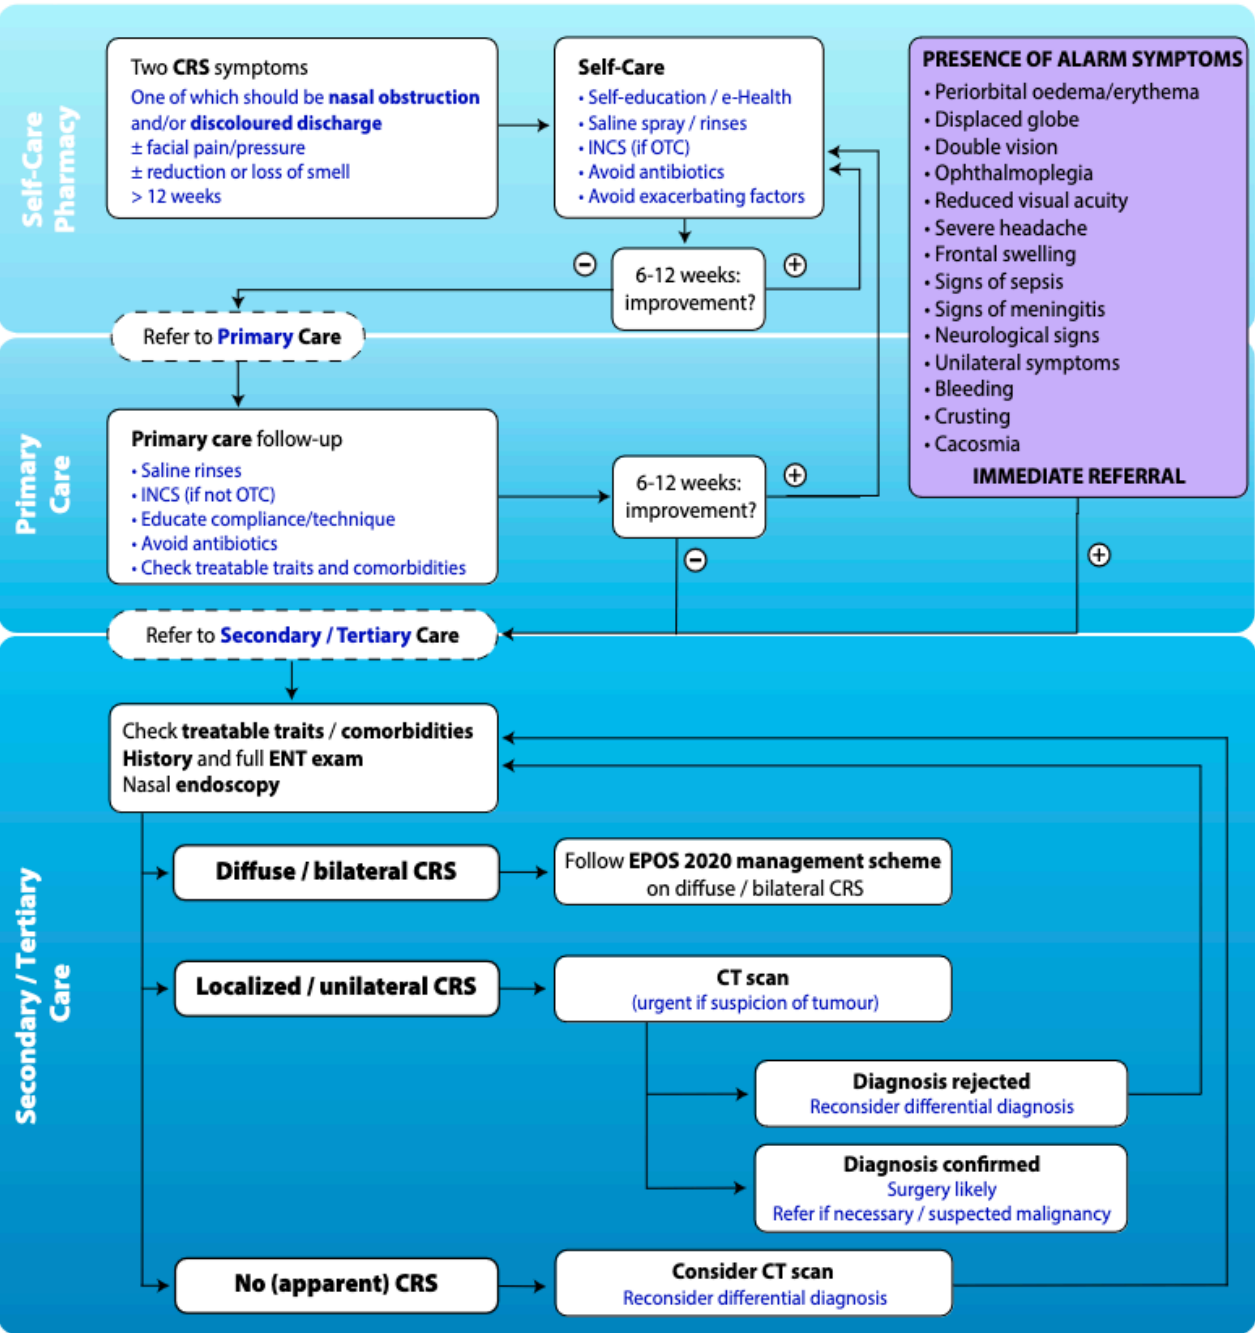 Self-Care
Pharmacy
Two CRS symptoms
One of which should be nasal obstruction
and/or discoloured discharge
± facial pain/pressure
± reduction or loss of smell
> 12 weeks
Self-Care
• Self-education / e-Health
• Saline spray / rinses
• INCS (if OTC)
• Avoid antibiotics
• Avoid exacerbating factors
PRESENCE OF ALARM SYMPTOMS
• Periorbital oedema/erythema
• Displaced globe
• Double vision
• Ophthalmoplegia
• Reduced visual acuity
• Severe headache
• Frontal swelling
• Signs of sepsis
• Signs of meningitis
• Neurological signs
• Unilateral symptoms
• Bleeding
• Crusting
• Cacosmia
IMMEDIATE REFERRAL
−
6-12 weeks:
improvement?
+
Refer to Primary Care
Primary
Care
Primary care follow-up
• Saline rinses
• INCS (if not OTC)
• Educate compliance/technique
• Avoid antibiotics
• Check treatable traits and comorbidities
6-12 weeks:
improvement?
+
−
+
Refer to Secondary / Tertiary Care
Secondary / Tertiary
Care
Check treatable traits / comorbidities
History and full ENT exam
Nasal endoscopy
Diffuse / bilateral CRS
Follow EPOS 2020 management scheme
on diffuse / bilateral CRS
Localized / unilateral CRS
CT scan
(urgent if suspicion of tumour)
Diagnosis rejected
Reconsider differential diagnosis
Diagnosis confirmed
Surgery likely
Refer if necessary / suspected malignancy
No (apparent) CRS
Consider CT scan
Reconsider differential diagnosis